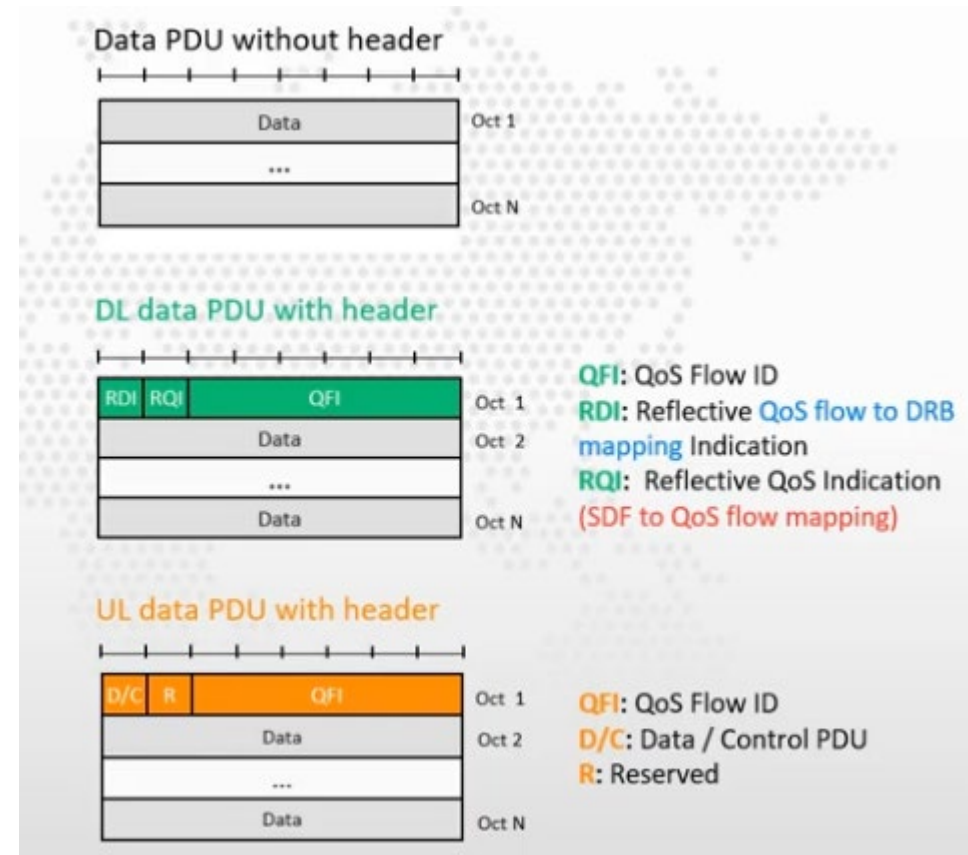 Data PDU without header
Data
Oct 1
...
Oct N
DL data PDU with header
RDI RQI QFI
Oct 1
Data
Oct 2
...
Data
Oct N
QFI: QoS Flow ID
RDI: Reflective QoS flow to DRB
mapping Indication
RQI: Reflective QoS Indication
(SDF to QoS flow mapping)
UL data PDU with header
D/C R QFI
Oct 1
Data
Oct 2
...
Data
Oct N
QFI: QoS Flow ID
D/C: Data / Control PDU
R: Reserved